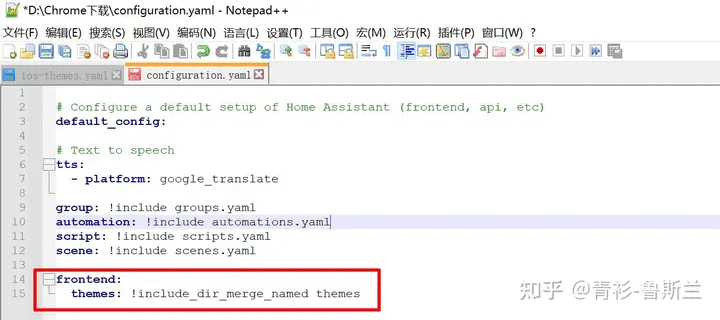 *D:\Chrome下载\configuration.yaml - Notepad++
文件(F) 编辑(E) 搜索(S) 视图(V) 编码(N) 语言(L) 设置(T) 工具(O) 宏(M) 运行(R) 插件(P) 窗口(W) ?
ios-themes.yaml configuration.yaml
1
2 # Configure a default setup of Home Assistant (frontend, api, etc)
3 default_config:
4
5 # Text to speech
6 tts:
7 - platform: google_translate
8
9 group: !include groups.yaml
10 automation: !include automations.yaml
11 script: !include scripts.yaml
12 scene: !include scenes.yaml
13
14 frontend:
15 themes: !include_dir_merge_named themes
知乎 @青衫-鲁斯兰